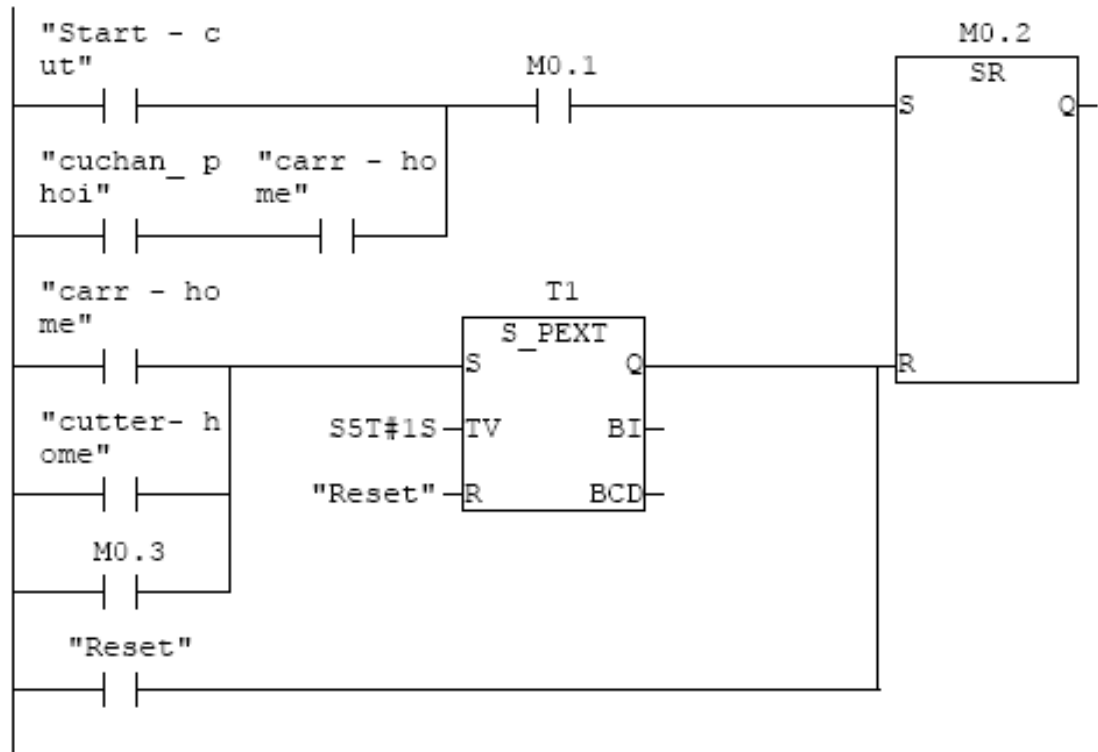 "Start - c
ut"
M0.1
M0.2
SR
S
Q
"cuchan_ p
hoi"
"carr - ho
me"
"carr - ho
me"
T1
S_PEXT
S
Q
R
"cutter- h
ome"
S5T#1S
TV
BI
"Reset"
R
BCD
M0.3
"Reset"